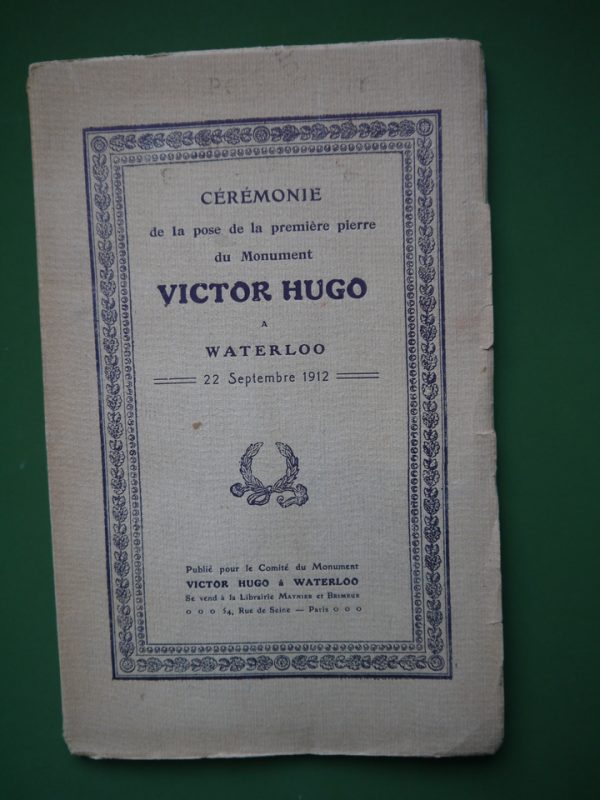 CÉRÉMONIE
de la pose de la première pierre
du Monument
VICTOR HUGO
A
WATERLOO
22 Septembre 1912
Publié pour le Comité du Monument
VICTOR HUGO à WATERLOO
Se vend à la Librairie MAYNIER et BRIMEUR
54, Rue de Seine — Paris